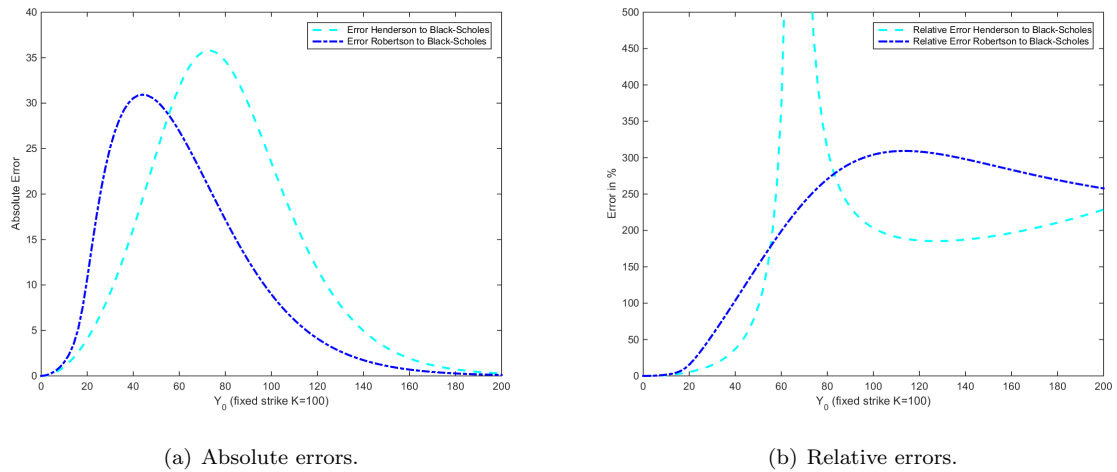 Error Henderson to Black-Scholes
Error Robertson to Black-Scholes
40
35
30
25
20
15
10
5
0
Absolute Error
0 20 40 60 80 100 120 140 160 180 200
Y_0 (fixed strike K=100)
(a) Absolute errors.
Relative Error Henderson to Black-Scholes
Relative Error Robertson to Black-Scholes
500
450
400
350
300
250
200
150
100
50
0
Error in %
0 20 40 60 80 100 120 140 160 180 200
Y_0 (fixed strike K=100)
(b) Relative errors.